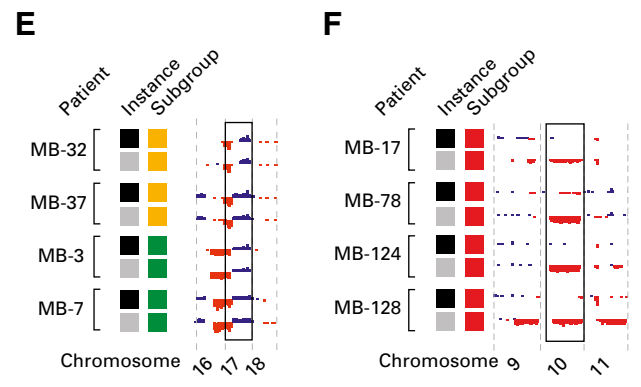 E
Patient
Instance
Subgroup
MB-32
MB-37
MB-3
MB-7
Chromosome 16 17 18
F
Patient
Instance
Subgroup
MB-17
MB-78
MB-124
MB-128
Chromosome 9 10 11